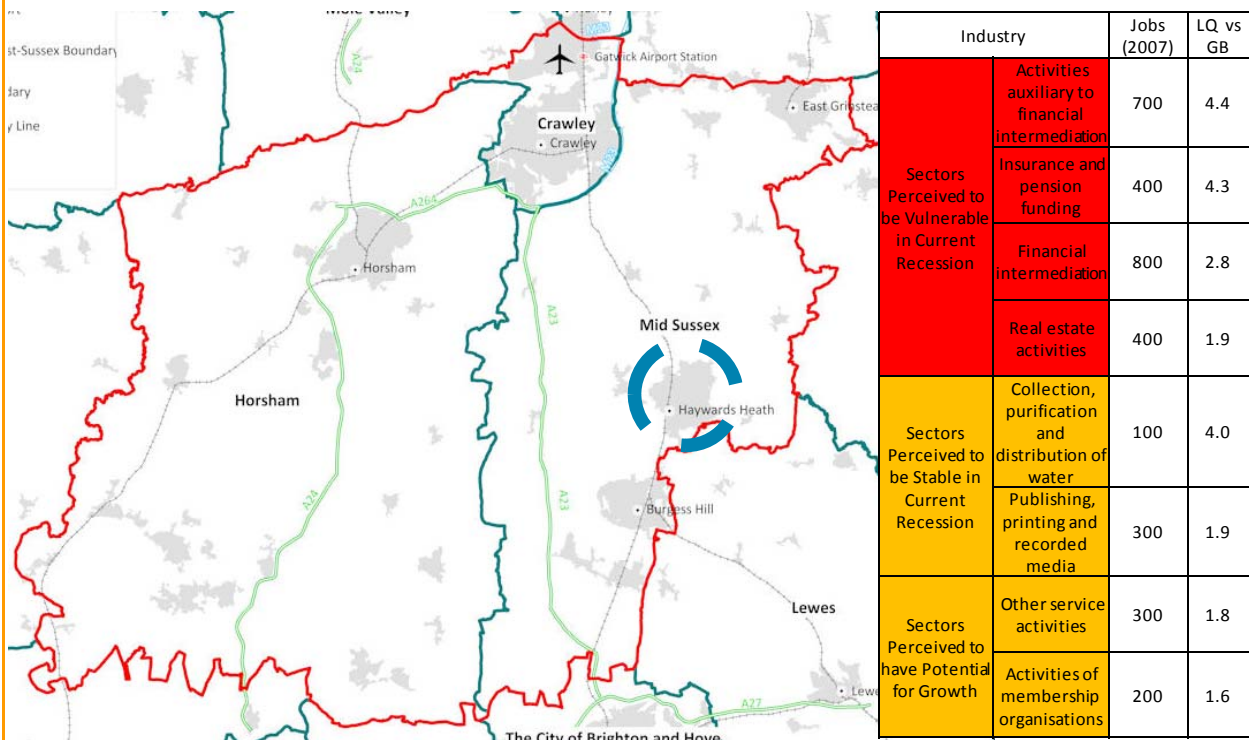 Mole Valley
M23
st-Sussex Boundary
A24
Gatwick Airport Station
dary
East Grinstea
y Line
Crawley
Crawley
M23
A264
Horsham
A23
Mid Sussex
Horsham
Haywards Heath
A24
A23
Burgess Hill
Lewes
Lewe
A27
The City of Brighton and Hove
Industry
Jobs
(2007)
LQ vs
GB
Sectors
Perceived to
be Vulnerable
in Current
Recession
Activities
auxiliary to
financial
intermediation
700
4.4
Insurance and
pension
funding
400
4.3
Financial
intermediation
800
2.8
Real estate
activities
400
1.9
Sectors
Perceived to
be Stable in
Current
Recession
Collection,
purification
and
distribution of
water
100
4.0
Publishing,
printing and
recorded
media
300
1.9
Sectors
Perceived to
have Potential
for Growth
Other service
activities
300
1.8
Activities of
membership
organisations
200
1.6